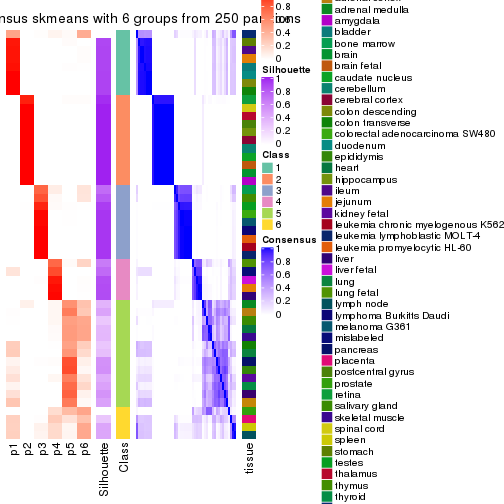 nsus skmeans with 6 groups from 250 par
ons
0.8
0.6
0.4
0.2
0
Silhouette
1
0.8
0.6
0.4
0.2
0
Class
1
2
3
4
5
6
Consensus
1
0.8
0.6
0.4
0.2
0
p1
p2
p3
p4
p5
p6
Silhouette
Class
tissue
adrenal medulla
amygdala
bladder
bone marrow
brain
brain fetal
caudate nucleus
cerebellum
cerebral cortex
colon descending
colon transverse
colorectal adenocarcinoma SW480
duodenum
epididymis
heart
hippocampus
ileum
jejunum
kidney fetal
leukemia chronic myelogenous K562
leukemia lymphoblastic MOLT-4
leukemia promyelocytic HL-60
liver
liver fetal
lung
lung fetal
lymph node
lymphoma Burkitts Daudi
melanoma G361
mislabeled
pancreas
placenta
postcentral gyrus
prostate
retina
salivary gland
skeletal muscle
spinal cord
spleen
stomach
testes
thalamus
thymus
thyroid